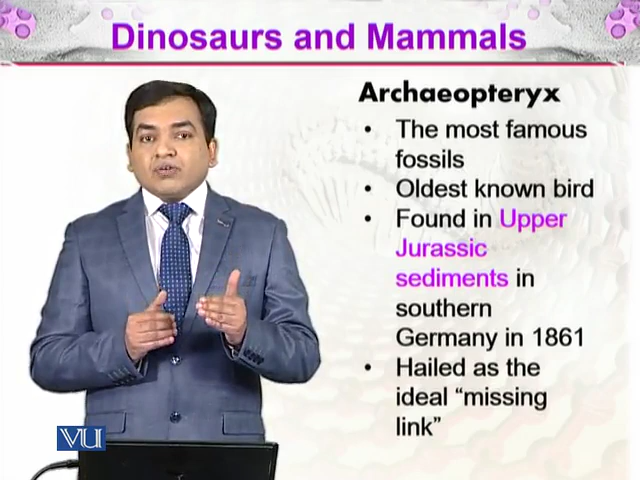 Dinosaurs and Mammals
Archaeopteryx
• The most famous
fossils
• Oldest known bird
• Found in Upper
Jurassic
sediments in
southern
Germany in 1861
• Hailed as the
ideal “missing
link”
VU